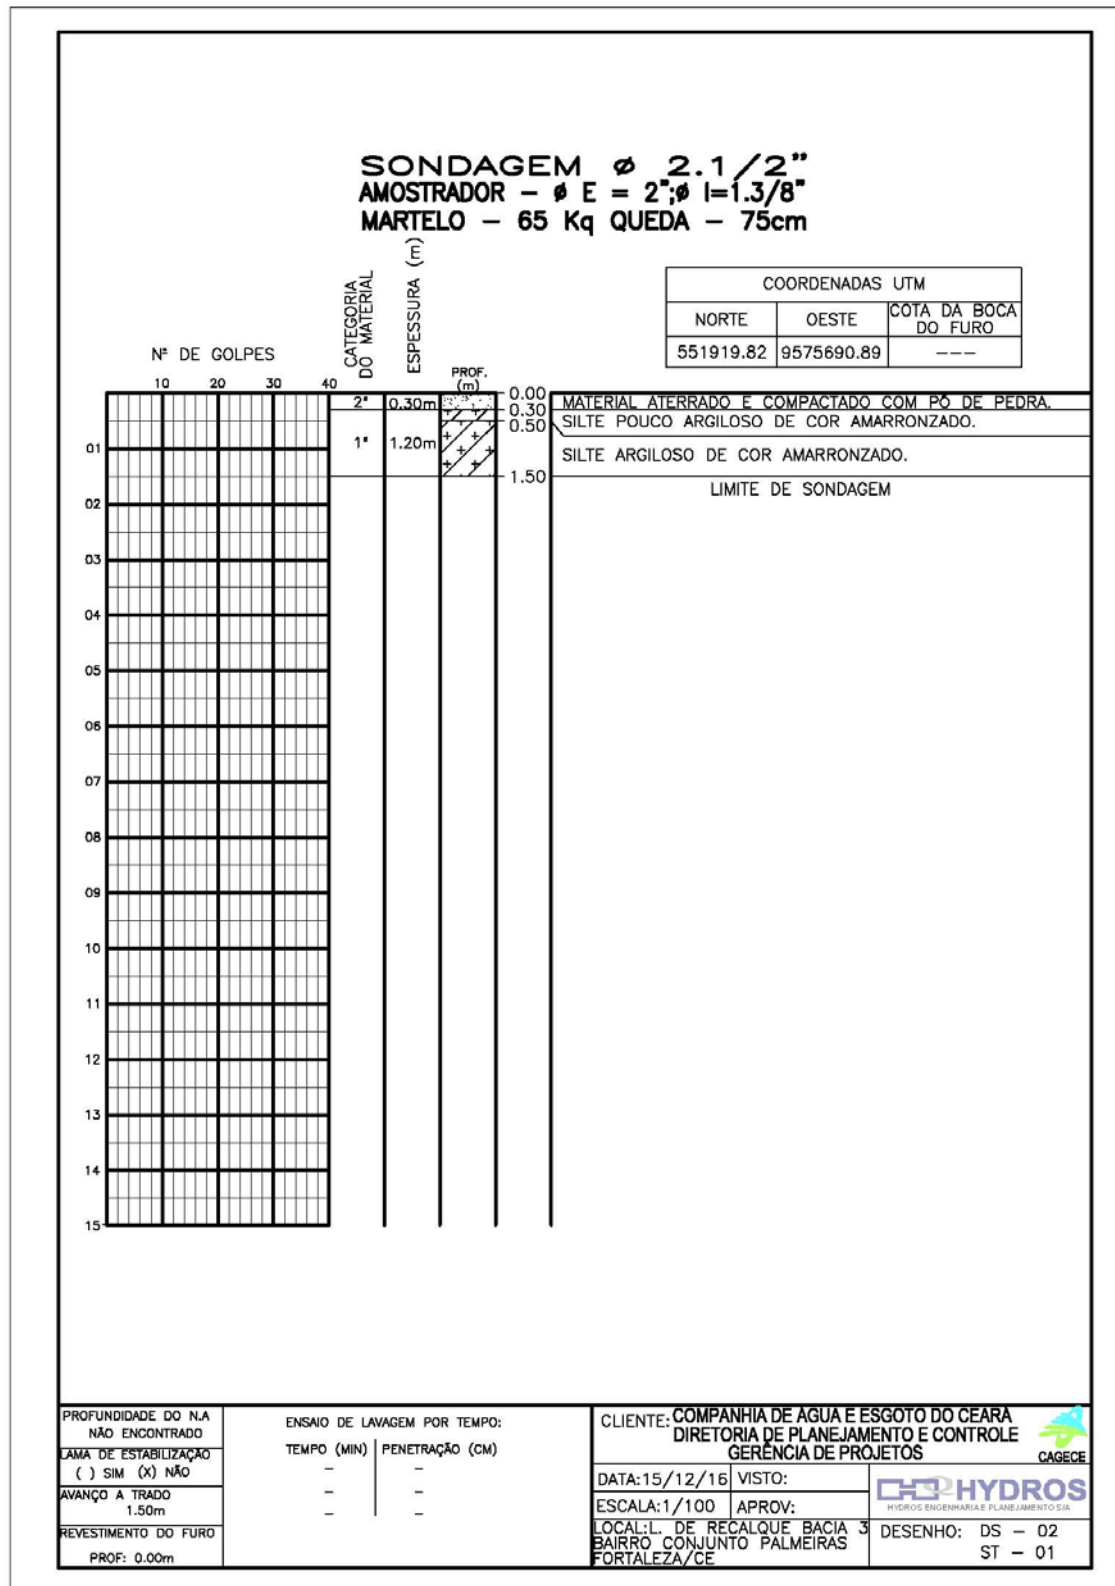 SONDAGEM ø 2.1/2"
AMOSTRADOR – ø E = 2";ø I=1.3/8"
MARTELO – 65 Kq QUEDA – 75cm
COORDENADAS UTM
NORTE OESTE COTA DA BOCA DO FURO
551919.82 9575690.89 ---
Nº DE GOLPES
CATEGORIA DO MATERIAL
ESPESSURA (m)
PROF. (m)
10 20 30 40
2ª 0.30m 0.00 MATERIAL ATERRADO E COMPACTADO COM PÓ DE PEDRA.
0.30
0.50 SILTE POUCO ARGILOSO DE COR AMARRONZADO.
1ª 1.20m SILTE ARGILOSO DE COR AMARRONZADO.
1.50
LIMITE DE SONDAGEM
01
02
03
04
05
06
07
08
09
10
11
12
13
14
15
PROFUNDIDADE DO N.A
NÃO ENCONTRADO
LAMA DE ESTABILIZAÇÃO
( ) SIM (X) NÃO
AVANÇO A TRADO
1.50m
REVESTIMENTO DO FURO
PROF: 0.00m
ENSAIO DE LAVAGEM POR TEMPO:
TEMPO (MIN) PENETRAÇÃO (CM)
– –
– –
– –
CLIENTE: COMPANHIA DE AGUA E ESGOTO DO CEARÁ
DIRETORIA DE PLANEJAMENTO E CONTROLE
GERÊNCIA DE PROJETOS
CAGECE
DATA:15/12/16 VISTO:
ESCALA:1/100 APROV:
HYDROS
HYDROS ENGENHARIA E PLANEJAMENTO S/A
LOCAL:L. DE RECALQUE BACIA 3
BAIRRO CONJUNTO PALMEIRAS
FORTALEZA/CE
DESENHO: DS – 02
ST – 01